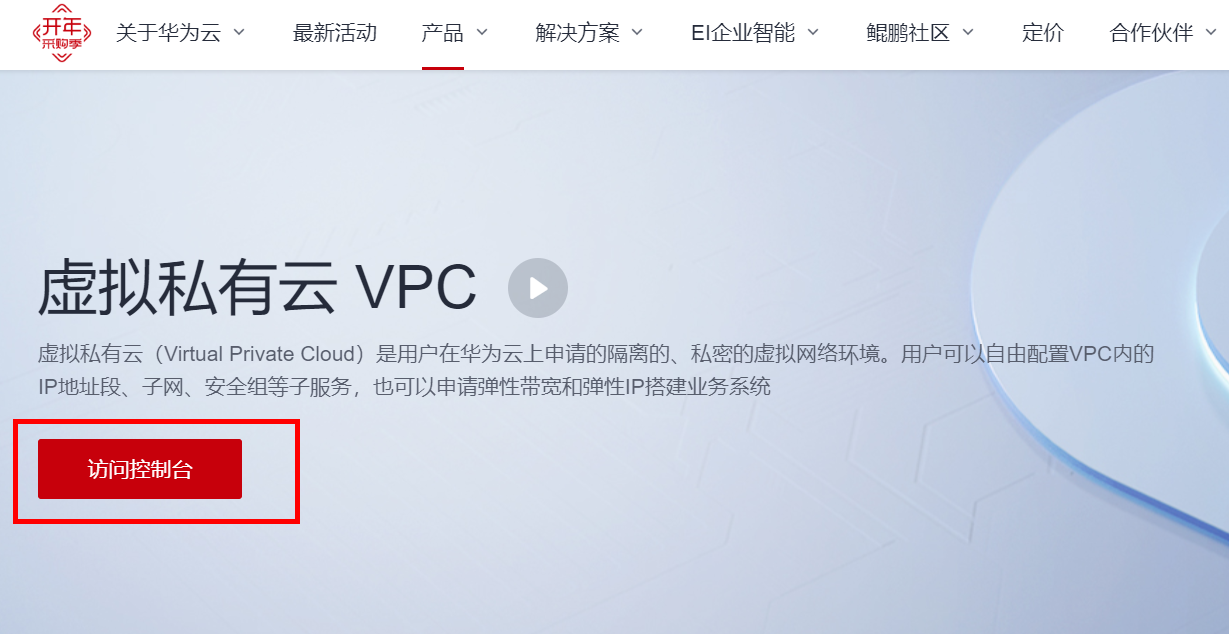 开年
采购季
关于华为云 最新活动 产品 解决方案 EI企业智能 鲲鹏社区 定价 合作伙伴
虚拟私有云 VPC
虚拟私有云（Virtual Private Cloud）是用户在华为云上申请的隔离的、私密的虚拟网络环境。用户可以自由配置VPC内的
IP地址段、子网、安全组等子服务，也可以申请弹性带宽和弹性IP搭建业务系统
访问控制台